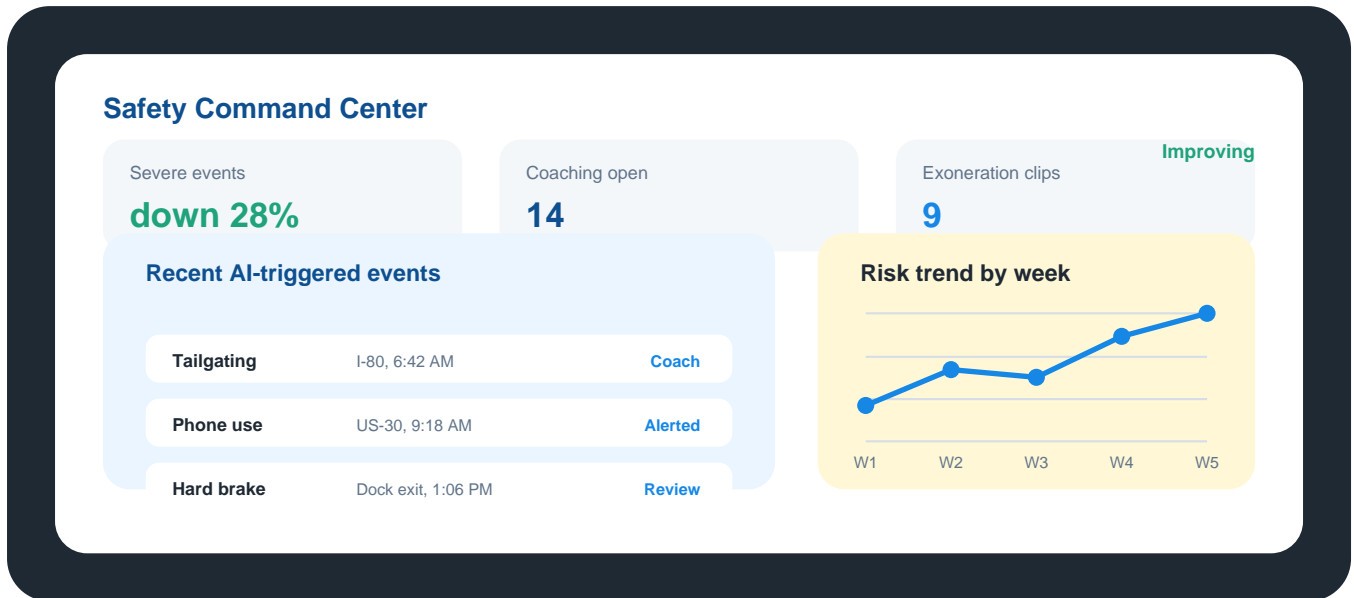 Safety Command Center
Improving
Severe events
Coaching open
Exoneration clips
down 28%
14
9
Recent AI-triggered events
Risk trend by week
Tailgating
I-80, 6:42 AM
Coach
Phone use
US-30, 9:18 AM
Alerted
Hard brake
Dock exit, 1:06 PM
Review
W1
W2
W3
W4
W5